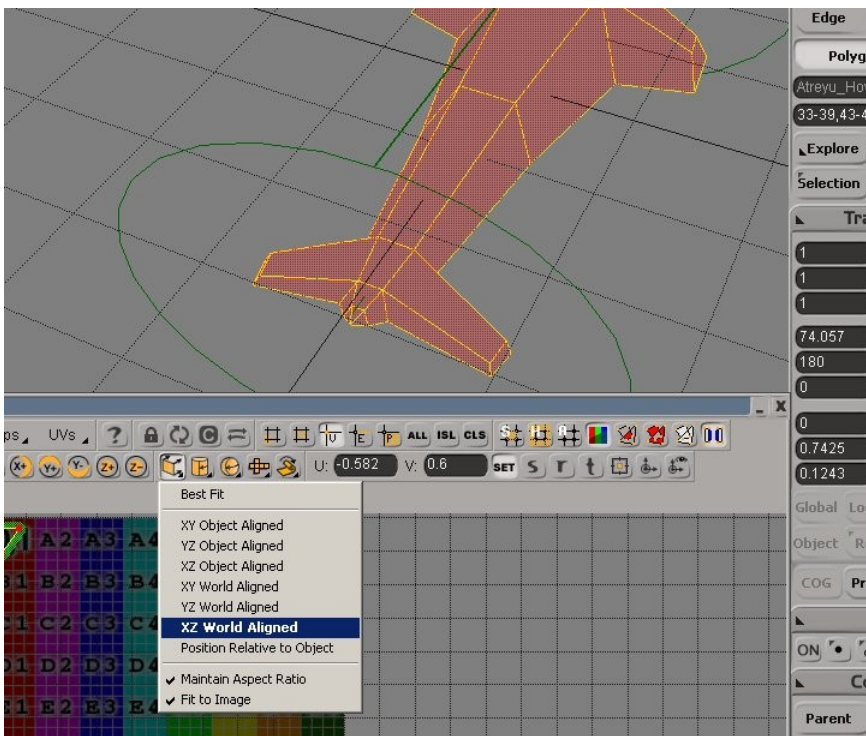 Edge
Polyg
Atreyu_Ho
33-39,43-4
Explore
Selection
Tra
1
1
1
74.057
180
0
0
0.7425
0.1243
Global Lo
Object R
COG Pr
ON
Co
Parent
ps UVs ? ALL ISL CLS
X+ Y+ Y- Z+ Z- U: -0.582 V: 0.6 SET s r t
Best Fit
XY Object Aligned
YZ Object Aligned
XZ Object Aligned
XY World Aligned
YZ World Aligned
XZ World Aligned
Position Relative to Object
Maintain Aspect Ratio
Fit to Image
A2 A3 A4
B1 B2 B3 B4
C1 C2 C3 C4
D1 D2 D3 D4
E1 E2 E3 E4